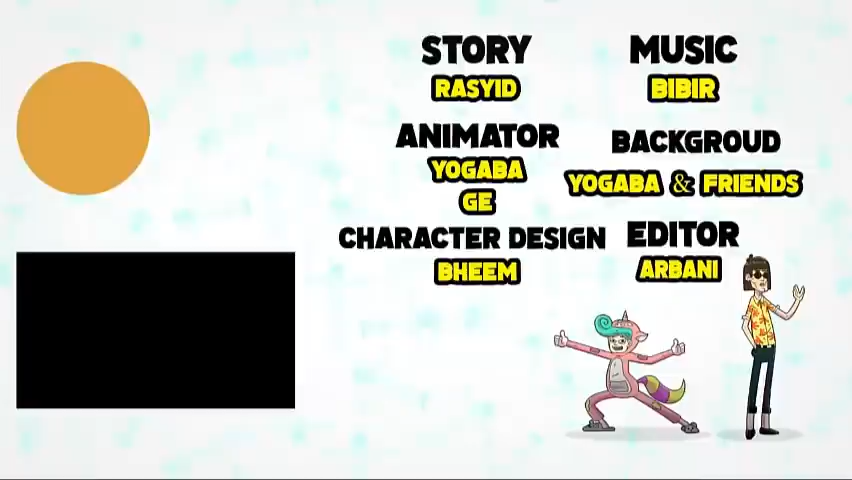 STORY
RASYID
MUSIC
BIBIR
ANIMATOR
YOGABA
GE
BACKGROUD
YOGABA & FRIENDS
CHARACTER DESIGN
BHEEM
EDITOR
ARBANI